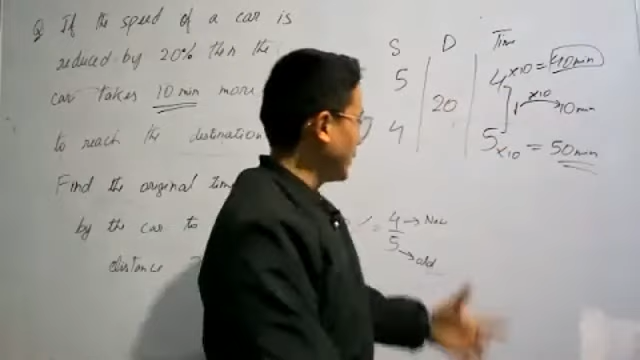 Q If the speed of a car is
reduced by 20% then the
car takes 10 min more
to reach the destination
Find the original tim
by the car to
distance ?
S D Time
5 4 ×10 = 40 min
20 1 ×10 → 10 min
4 5 ×10 = 50 min
= 4/5 → New
→ old